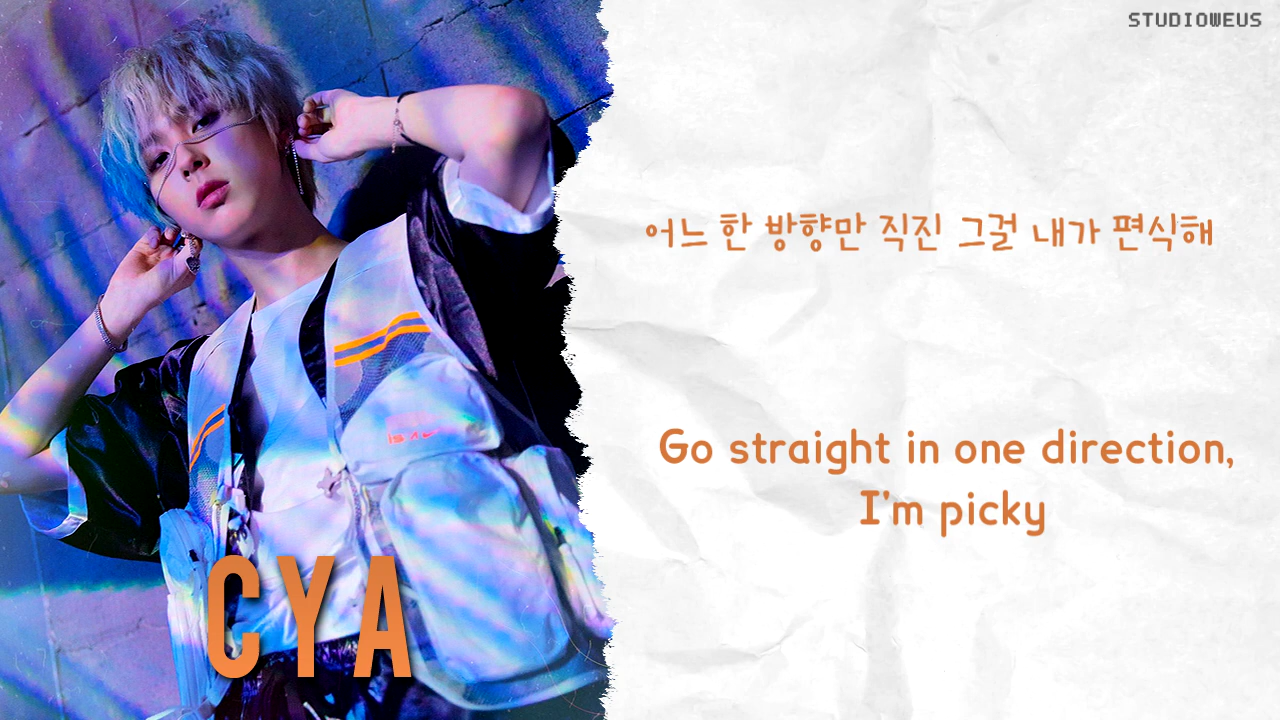 STUDIOWEUS
어느 한 방향만 직진 그걸 내가 편식해
Go straight in one direction,
I'm picky
CYA